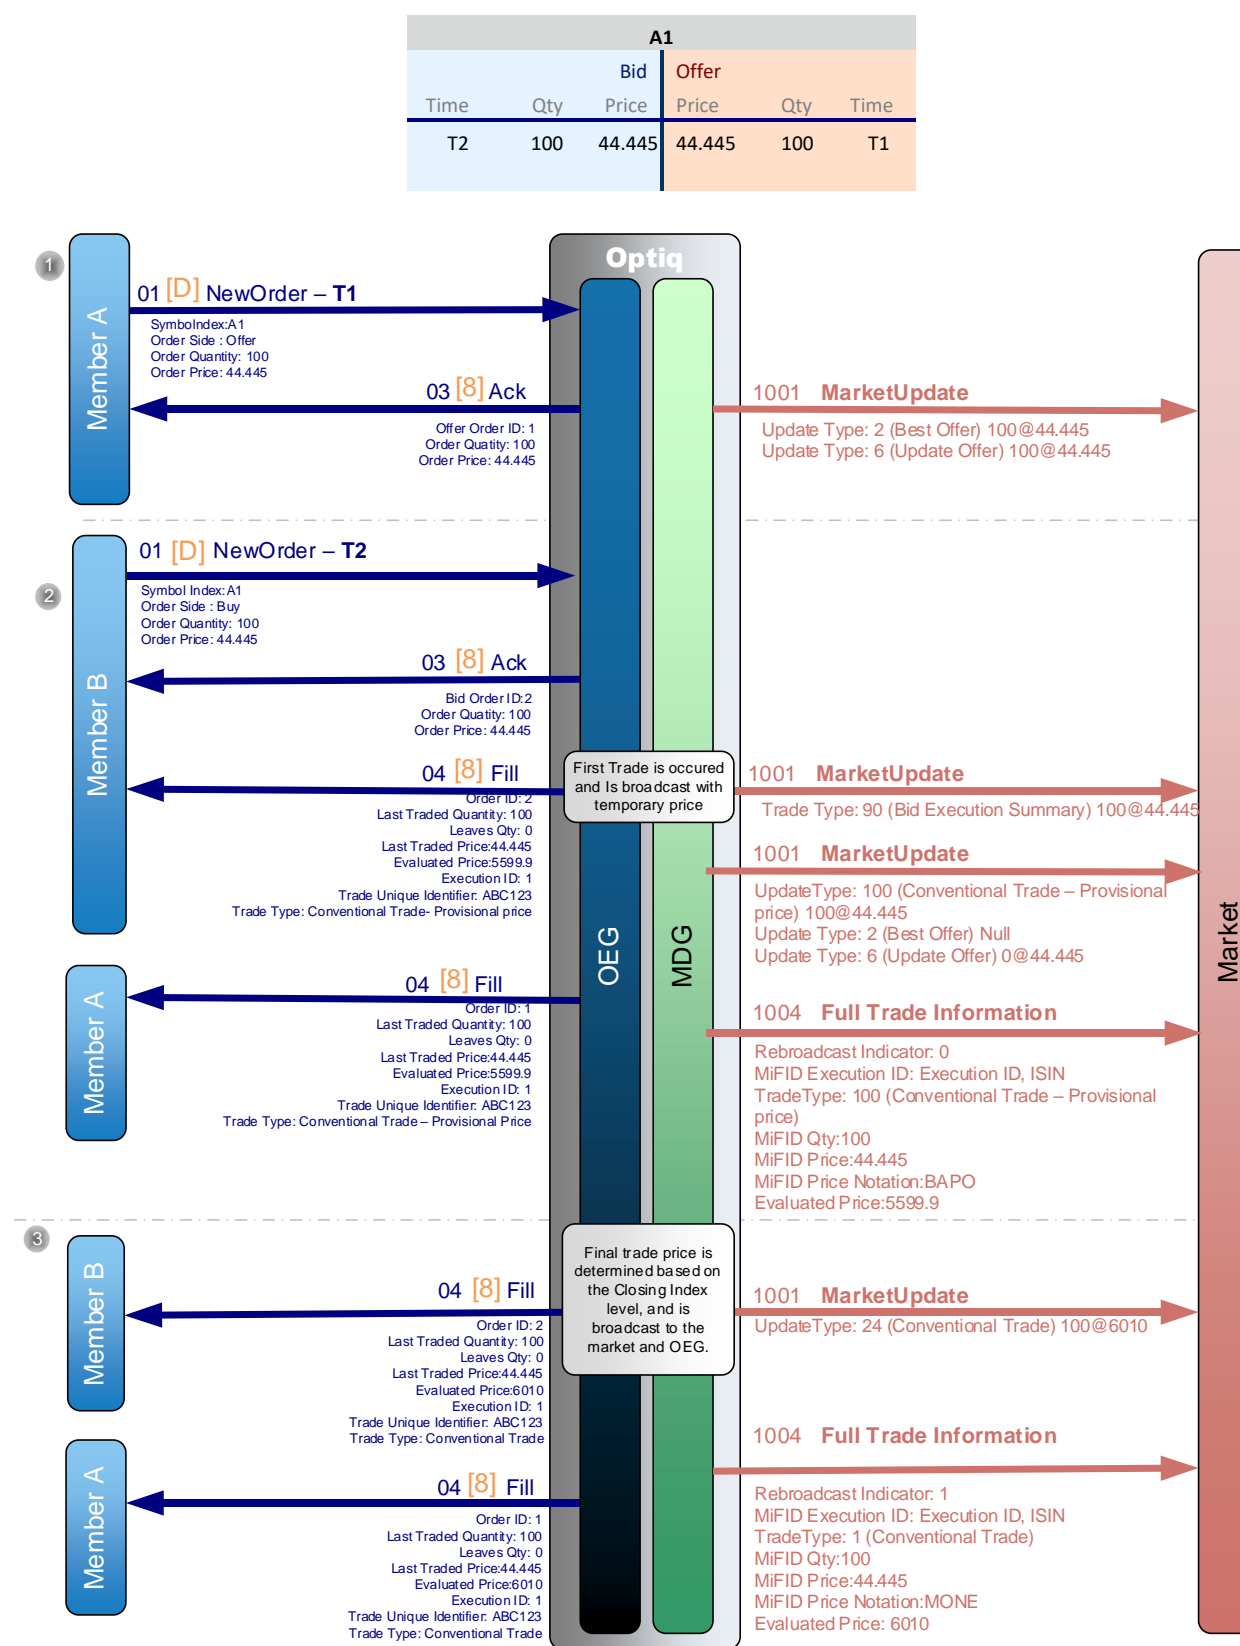 A1
Bid Offer
Time Qty Price Price Qty Time
T2 100 44.445 44.445 100 T1
Optiq
1
Member A
01 [D] NewOrder – T1
SymbolIndex:A1
Order Side : Offer
Order Quantity: 100
Order Price: 44.445
03 [8] Ack
Offer Order ID: 1
Order Quatity: 100
Order Price: 44.445
1001 MarketUpdate
Update Type: 2 (Best Offer) 100@44.445
Update Type: 6 (Update Offer) 100@44.445
2
Member B
01 [D] NewOrder – T2
Symbol Index:A1
Order Side : Buy
Order Quantity: 100
Order Price: 44.445
03 [8] Ack
Bid Order ID:2
Order Quatity: 100
Order Price: 44.445
04 [8] Fill
Order ID: 2
Last Traded Quantity: 100
Leaves Qty: 0
Last Traded Price:44.445
Evaluated Price:5599.9
Execution ID: 1
Trade Unique Identifier: ABC123
Trade Type: Conventional Trade- Provisional price
First Trade is occured
and Is broadcast with
temporary price
1001 MarketUpdate
Trade Type: 90 (Bid Execution Summary) 100@44.445
1001 MarketUpdate
UpdateType: 100 (Conventional Trade – Provisional
price) 100@44.445
Update Type: 2 (Best Offer) Null
Update Type: 6 (Update Offer) 0@44.445
OEG
MDG
Market
Member A
04 [8] Fill
Order ID: 1
Last Traded Quantity: 100
Leaves Qty: 0
Last Traded Price:44.445
Evaluated Price:5599.9
Execution ID: 1
Trade Unique Identifier: ABC123
Trade Type: Conventional Trade – Provisional Price
1004 Full Trade Information
Rebroadcast Indicator: 0
MiFID Execution ID: Execution ID, ISIN
TradeType: 100 (Conventional Trade – Provisional
price)
MiFID Qty:100
MiFID Price:44.445
MiFID Price Notation:BAPO
Evaluated Price:5599.9
3
Member B
04 [8] Fill
Order ID: 2
Last Traded Quantity: 100
Leaves Qty: 0
Last Traded Price:44.445
Evaluated Price:6010
Execution ID: 1
Trade Unique Identifier: ABC123
Trade Type: Conventional Trade
Final trade price is
determined based on
the Closing Index
level, and is
broadcast to the
market and OEG.
1001 MarketUpdate
UpdateType: 24 (Conventional Trade) 100@6010
Member A
04 [8] Fill
Order ID: 1
Last Traded Quantity: 100
Leaves Qty: 0
Last Traded Price:44.445
Evaluated Price:6010
Execution ID: 1
Trade Unique Identifier: ABC123
Trade Type: Conventional Trade
1004 Full Trade Information
Rebroadcast Indicator: 1
MiFID Execution ID: Execution ID, ISIN
TradeType: 1 (Conventional Trade)
MiFID Qty:100
MiFID Price:44.445
MiFID Price Notation:MONE
Evaluated Price: 6010